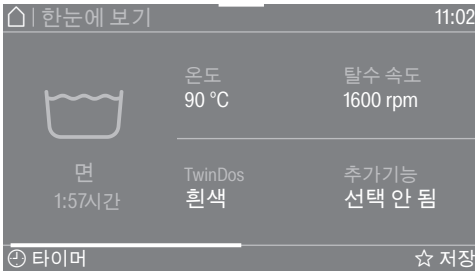 한눈에 보기 11:02
온도 탈수 속도
90 °C 1600 rpm
면 TwinDos 추가기능
1:57시간 흰색 선택 안 됨
타이머 저장